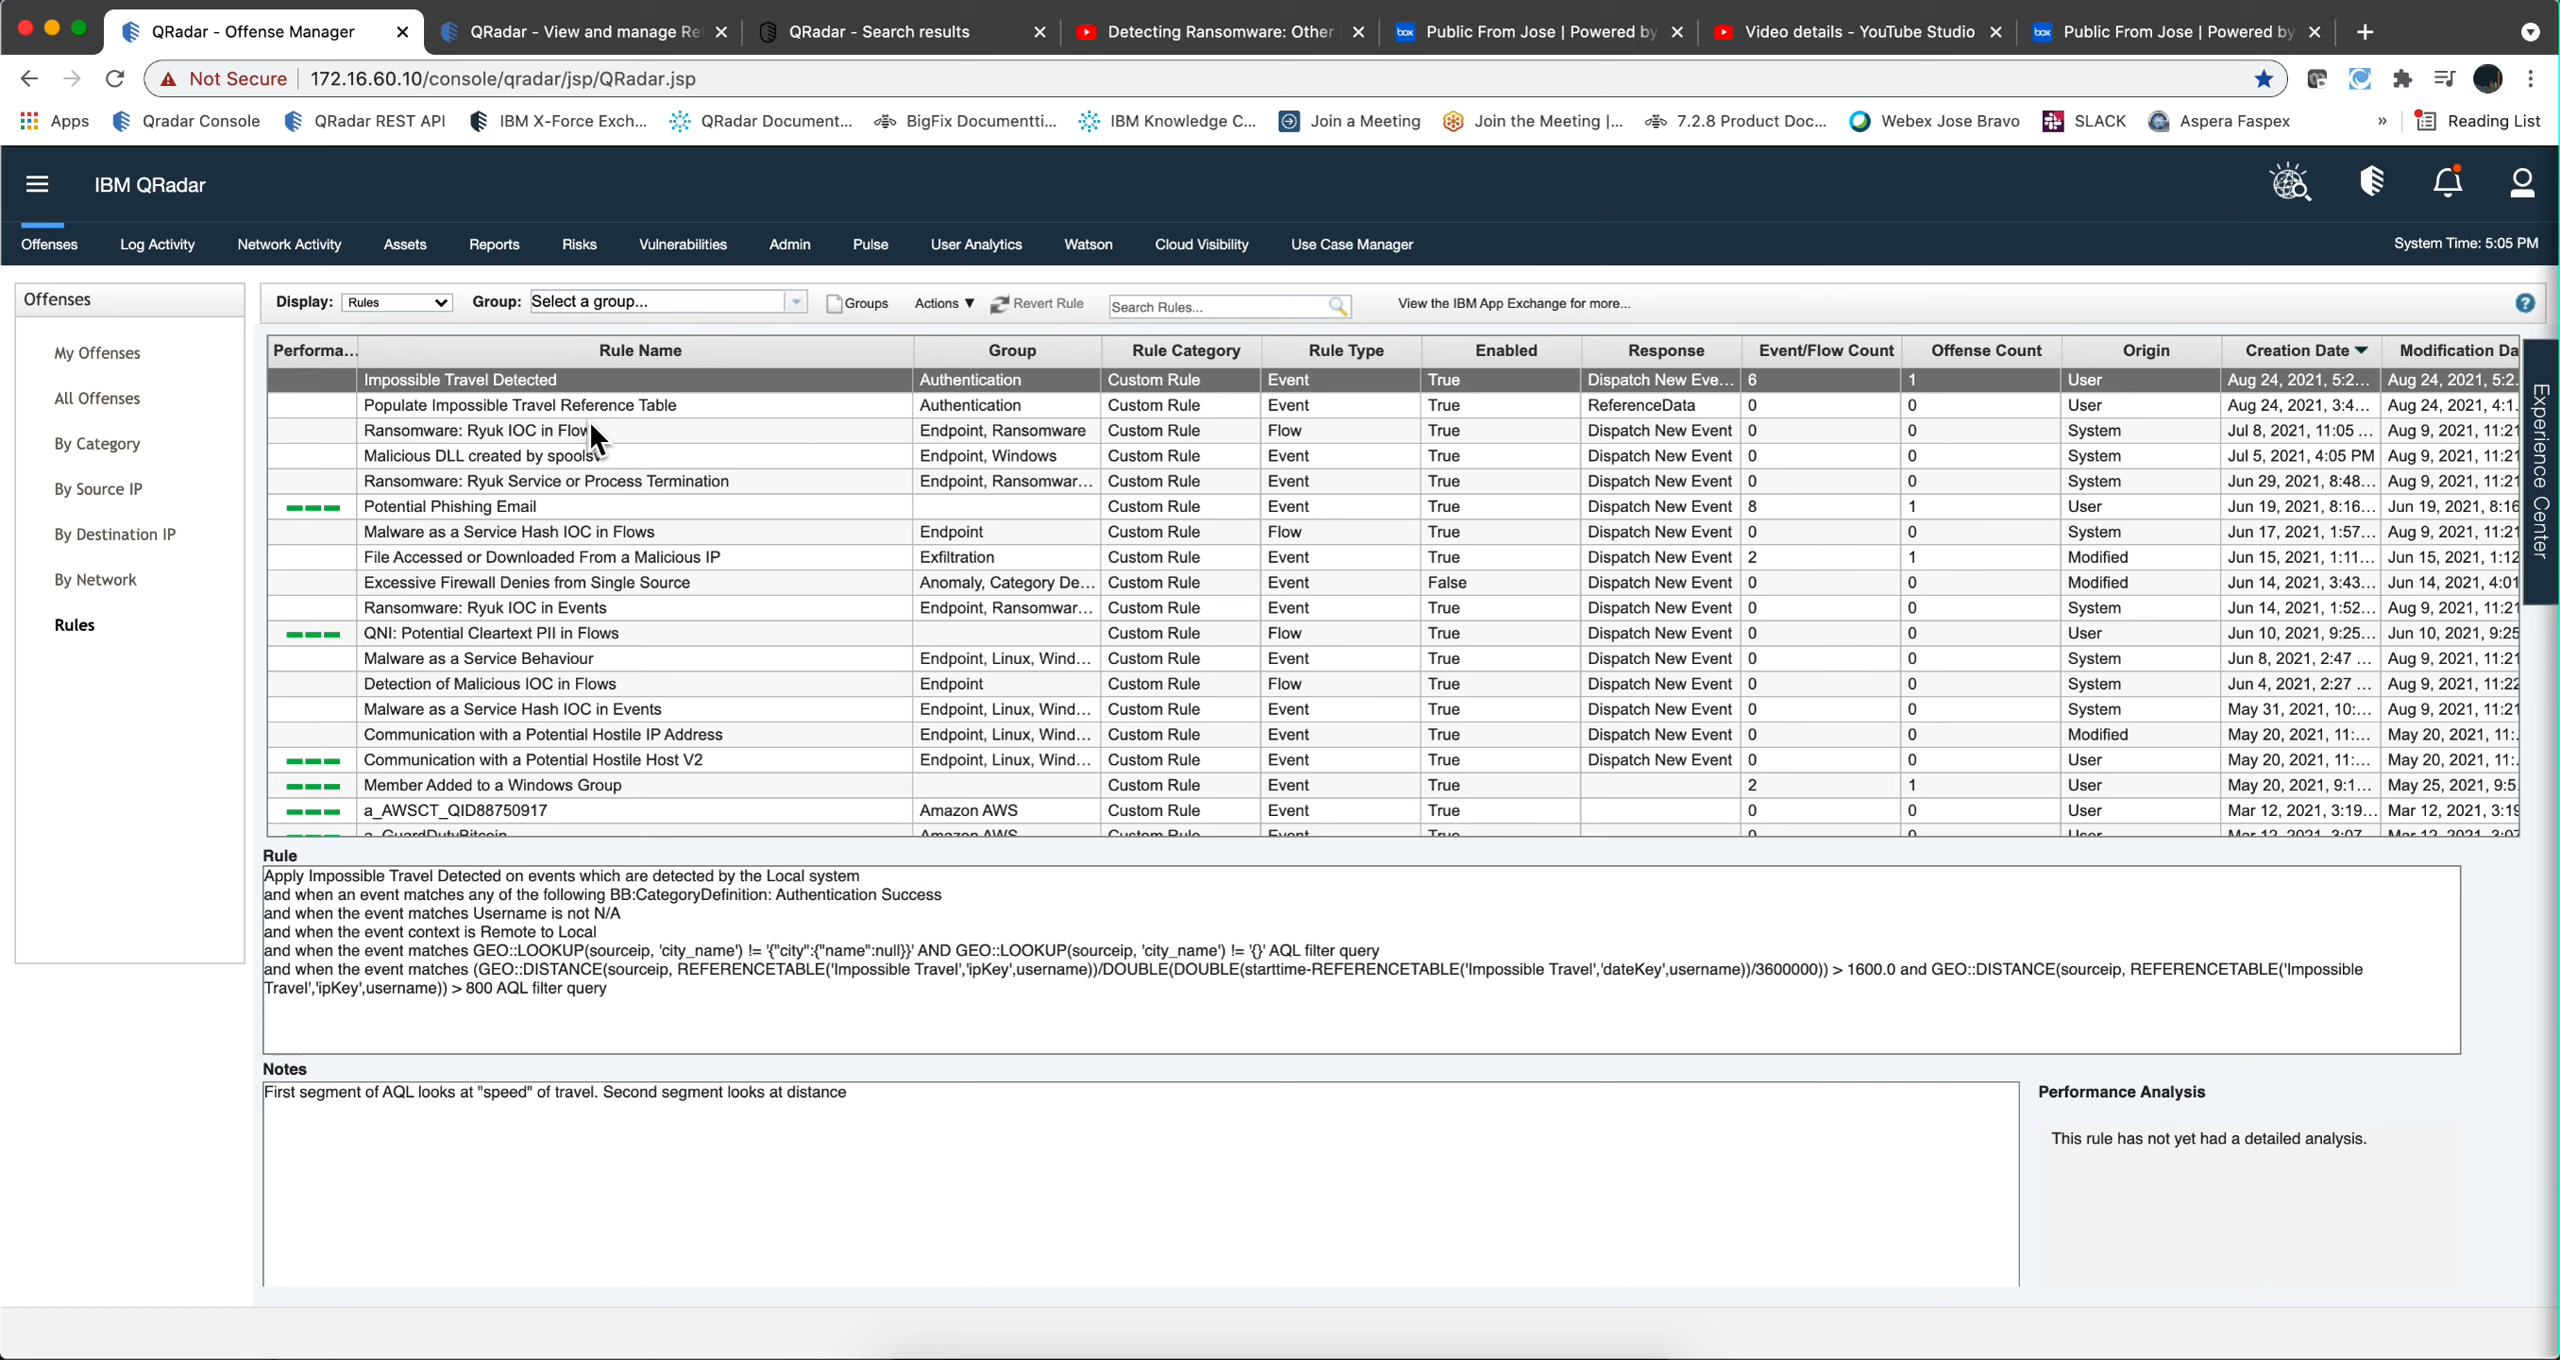 QRadar - Offense Manager
QRadar - View and manage Re
QRadar - Search results
Detecting Ransomware: Other
Public From Jose | Powered by
Video details - YouTube Studio
Public From Jose | Powered by
Not Secure 172.16.60.10/console/qradar/jsp/QRadar.jsp
Apps Qradar Console QRadar REST API IBM X-Force Exch... QRadar Document... BigFix Documentti... IBM Knowledge C... Join a Meeting Join the Meeting |... 7.2.8 Product Doc... Webex Jose Bravo SLACK Aspera Faspex » Reading List
IBM QRadar
Offenses Log Activity Network Activity Assets Reports Risks Vulnerabilities Admin Pulse User Analytics Watson Cloud Visibility Use Case Manager System Time: 5:05 PM
Offenses
My Offenses
All Offenses
By Category
By Source IP
By Destination IP
By Network
Rules
Display: Rules Group: Select a group... Groups Actions ▼ Revert Rule Search Rules... View the IBM App Exchange for more...
Performa... Rule Name Group Rule Category Rule Type Enabled Response Event/Flow Count Offense Count Origin Creation Date Modification Da
Impossible Travel Detected Authentication Custom Rule Event True Dispatch New Eve... 6 1 User Aug 24, 2021, 5:2... Aug 24, 2021, 5:2.
Populate Impossible Travel Reference Table Authentication Custom Rule Event True ReferenceData 0 0 User Aug 24, 2021, 3:4... Aug 24, 2021, 4:1.
Ransomware: Ryuk IOC in Flow Endpoint, Ransomware Custom Rule Flow True Dispatch New Event 0 0 System Jul 8, 2021, 11:05 ... Aug 9, 2021, 11:21
Malicious DLL created by spoolsv Endpoint, Windows Custom Rule Event True Dispatch New Event 0 0 System Jul 5, 2021, 4:05 PM Aug 9, 2021, 11:21
Ransomware: Ryuk Service or Process Termination Endpoint, Ransomwar... Custom Rule Event True Dispatch New Event 0 0 System Jun 29, 2021, 8:48... Aug 9, 2021, 11:21
Potential Phishing Email Custom Rule Event True Dispatch New Event 8 1 User Jun 19, 2021, 8:16... Jun 19, 2021, 8:16
Malware as a Service Hash IOC in Flows Endpoint Custom Rule Flow True Dispatch New Event 0 0 System Jun 17, 2021, 1:57... Aug 9, 2021, 11:21
File Accessed or Downloaded From a Malicious IP Exfiltration Custom Rule Event True Dispatch New Event 2 1 Modified Jun 15, 2021, 1:11... Jun 15, 2021, 1:12
Excessive Firewall Denies from Single Source Anomaly, Category De... Custom Rule Event False Dispatch New Event 0 0 Modified Jun 14, 2021, 3:43... Jun 14, 2021, 4:01
Ransomware: Ryuk IOC in Events Endpoint, Ransomwar... Custom Rule Event True Dispatch New Event 0 0 System Jun 14, 2021, 1:52... Aug 9, 2021, 11:21
QNI: Potential Cleartext PII in Flows Custom Rule Flow True Dispatch New Event 0 0 User Jun 10, 2021, 9:25... Jun 10, 2021, 9:25
Malware as a Service Behaviour Endpoint, Linux, Wind... Custom Rule Event True Dispatch New Event 0 0 System Jun 8, 2021, 2:47 ... Aug 9, 2021, 11:21
Detection of Malicious IOC in Flows Endpoint Custom Rule Flow True Dispatch New Event 0 0 System Jun 4, 2021, 2:27 ... Aug 9, 2021, 11:22
Malware as a Service Hash IOC in Events Endpoint, Linux, Wind... Custom Rule Event True Dispatch New Event 0 0 System May 31, 2021, 10:... Aug 9, 2021, 11:21
Communication with a Potential Hostile IP Address Endpoint, Linux, Wind... Custom Rule Event True Dispatch New Event 0 0 Modified May 20, 2021, 11:... May 20, 2021, 11:.
Communication with a Potential Hostile Host V2 Endpoint, Linux, Wind... Custom Rule Event True Dispatch New Event 0 0 User May 20, 2021, 11:... May 20, 2021, 11:.
Member Added to a Windows Group Custom Rule Event True 2 1 User May 20, 2021, 9:1... May 25, 2021, 9:5.
a_AWSCT_QID88750917 Amazon AWS Custom Rule Event True 0 0 User Mar 12, 2021, 3:19... Mar 12, 2021, 3:19
a_GuardDutyBitcoin Amazon AWS Custom Rule Event True 0 0 User Mar 12, 2021, 3:07... Mar 12, 2021, 3:07
Experience Center
Rule
Apply Impossible Travel Detected on events which are detected by the Local system
and when an event matches any of the following BB:CategoryDefinition: Authentication Success
and when the event matches Username is not N/A
and when the event context is Remote to Local
and when the event matches GEO::LOOKUP(sourceip, 'city_name') != '{"city":{"name":null}}' AND GEO::LOOKUP(sourceip, 'city_name') != '{}' AQL filter query
and when the event matches (GEO::DISTANCE(sourceip, REFERENCETABLE('Impossible Travel','ipKey',username))/DOUBLE(DOUBLE(starttime-REFERENCETABLE('Impossible Travel','dateKey',username))/3600000)) > 1600.0 and GEO::DISTANCE(sourceip, REFERENCETABLE('Impossible
Travel','ipKey',username)) > 800 AQL filter query
Notes
First segment of AQL looks at "speed" of travel. Second segment looks at distance
Performance Analysis
This rule has not yet had a detailed analysis.